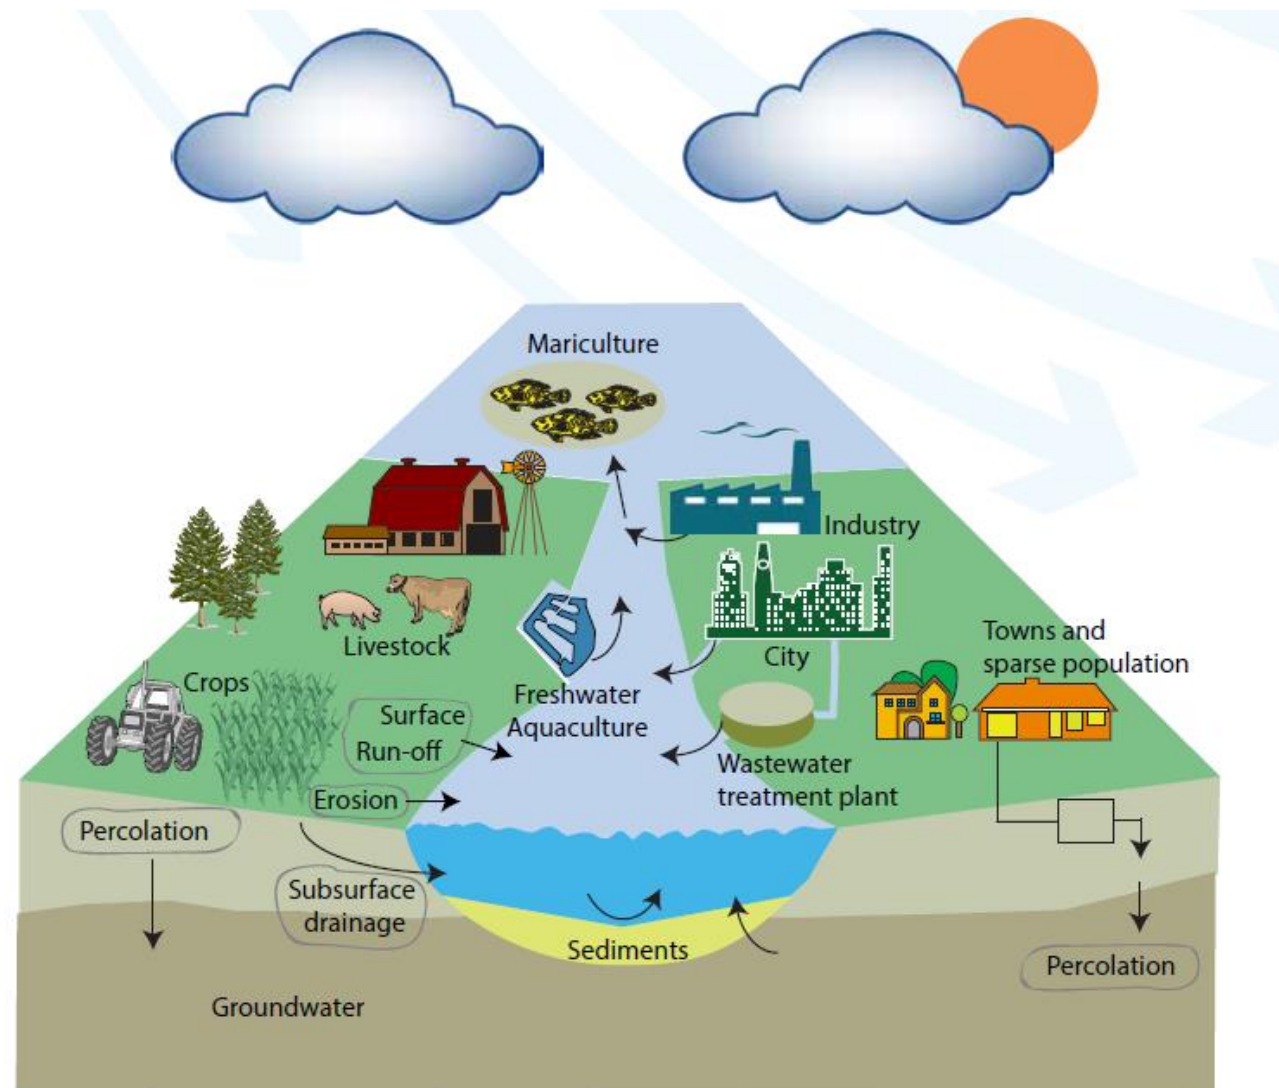 Mariculture
Industry
Livestock
City
Towns and
sparse population
Crops
Freshwater
Aquaculture
Surface
Run-off
Wastewater
treatment plant
Erosion
Percolation
Subsurface
drainage
Sediments
Percolation
Groundwater